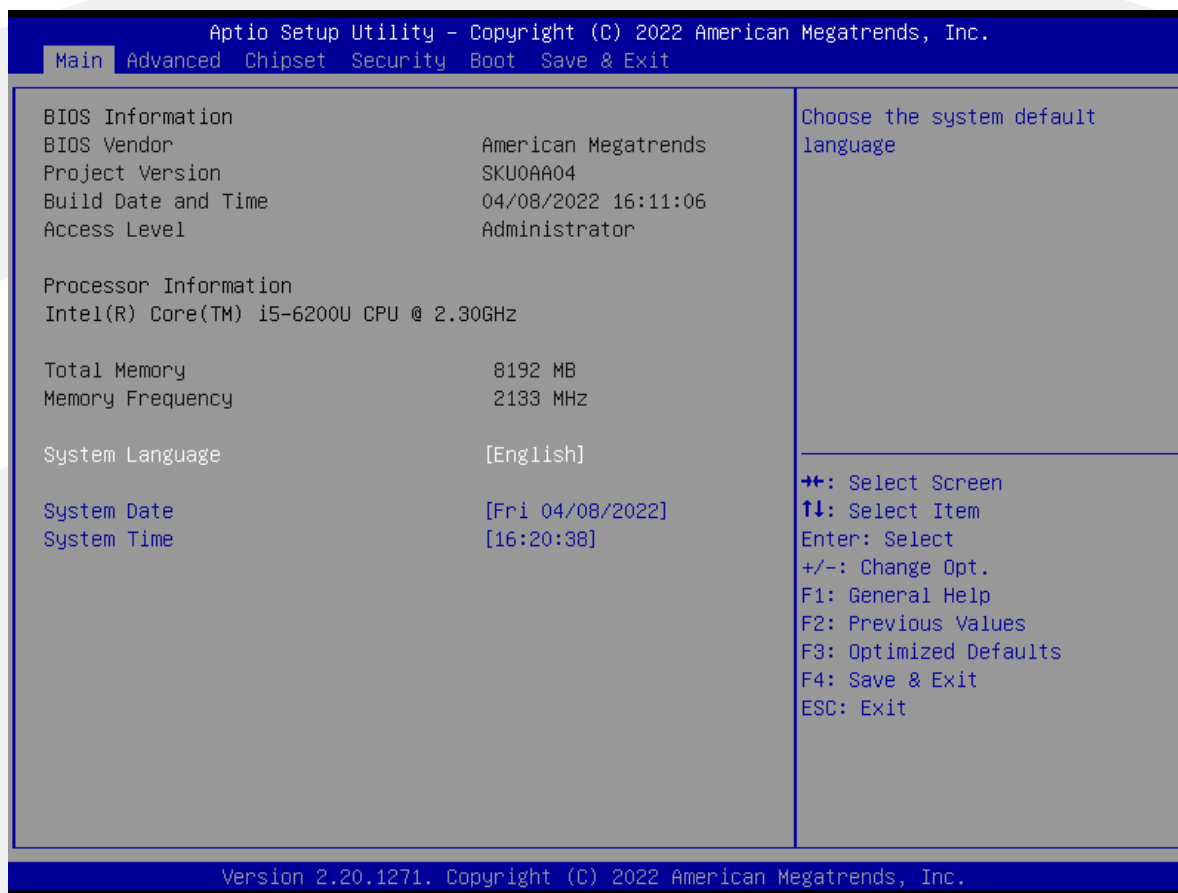 Aptio Setup Utility – Copyright (C) 2022 American Megatrends, Inc.
Main Advanced Chipset Security Boot Save & Exit
BIOS Information
BIOS Vendor American Megatrends
Project Version SKU0AA04
Build Date and Time 04/08/2022 16:11:06
Access Level Administrator
Processor Information
Intel(R) Core(TM) i5-6200U CPU @ 2.30GHz
Total Memory 8192 MB
Memory Frequency 2133 MHz
System Language [English]
System Date [Fri 04/08/2022]
System Time [16:20:38]
Choose the system default
language
→←: Select Screen
↑↓: Select Item
Enter: Select
+/-: Change Opt.
F1: General Help
F2: Previous Values
F3: Optimized Defaults
F4: Save & Exit
ESC: Exit
Version 2.20.1271. Copyright (C) 2022 American Megatrends, Inc.